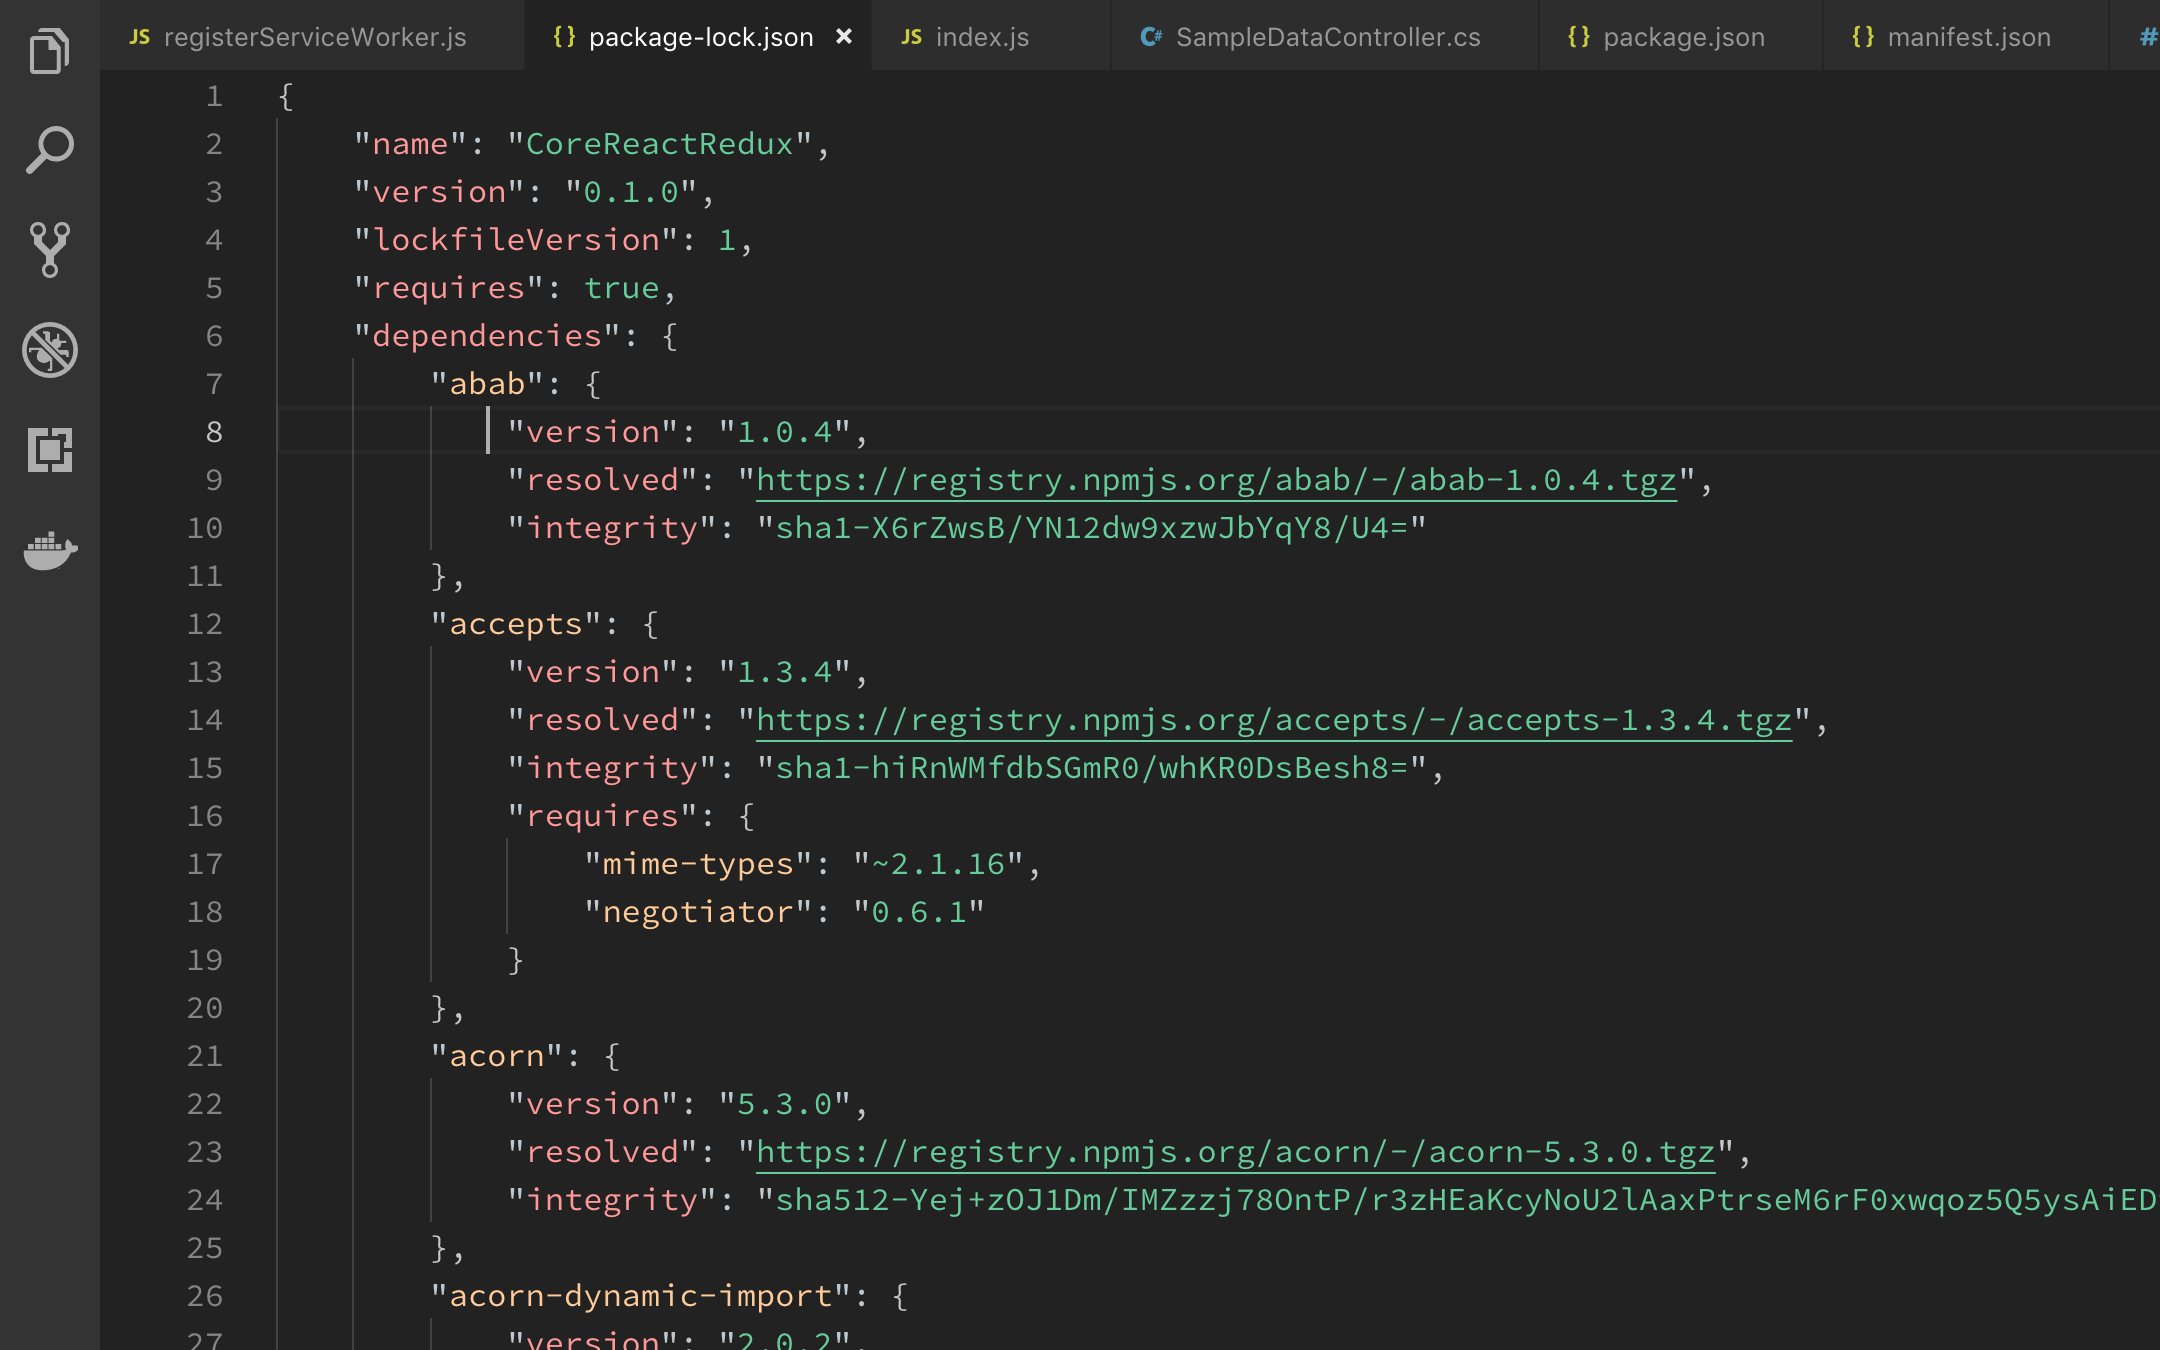 JS registerServiceWorker.js {} package-lock.json × JS index.js C# SampleDataController.cs {} package.json {} manifest.json #
1 {
2 "name": "CoreReactRedux",
3 "version": "0.1.0",
4 "lockfileVersion": 1,
5 "requires": true,
6 "dependencies": {
7 "abab": {
8 "version": "1.0.4",
9 "resolved": "https://registry.npmjs.org/abab/-/abab-1.0.4.tgz",
10 "integrity": "sha1-X6rZwsB/YN12dw9xzwJbYqY8/U4="
11 },
12 "accepts": {
13 "version": "1.3.4",
14 "resolved": "https://registry.npmjs.org/accepts/-/accepts-1.3.4.tgz",
15 "integrity": "sha1-hiRnWMfdbSGmR0/whKR0DsBesh8=",
16 "requires": {
17 "mime-types": "~2.1.16",
18 "negotiator": "0.6.1"
19 }
20 },
21 "acorn": {
22 "version": "5.3.0",
23 "resolved": "https://registry.npmjs.org/acorn/-/acorn-5.3.0.tgz",
24 "integrity": "sha512-Yej+zOJ1Dm/IMZzzj78OntP/r3zHEaKcyNoU2lAaxPtrseM6rF0xwqoz5Q5ysAiED
25 },
26 "acorn-dynamic-import": {
27 "version": "2.0.2",